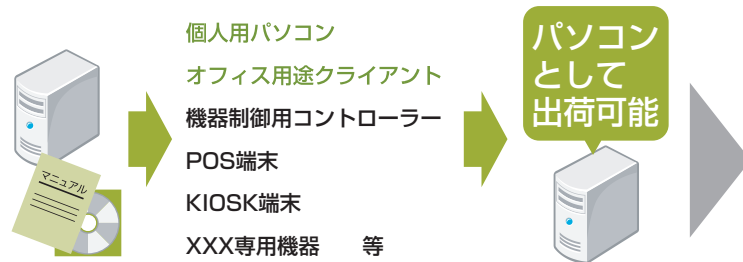 マニュアル
個人用パソコン
オフィス用途クライアント
機器制御用コントローラー
POS端末
KIOSK端末
XXX専用機器　　等
パソコン
として
出荷可能